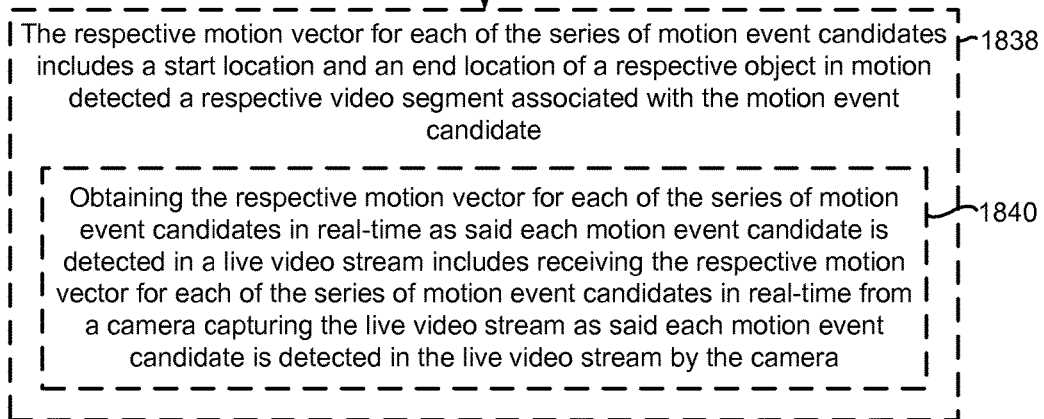 The respective motion vector for each of the series of motion event candidates
includes a start location and an end location of a respective object in motion
detected a respective video segment associated with the motion event
candidate
1838
Obtaining the respective motion vector for each of the series of motion
event candidates in real-time as said each motion event candidate is
detected in a live video stream includes receiving the respective motion
vector for each of the series of motion event candidates in real-time from
a camera capturing the live video stream as said each motion event
candidate is detected in the live video stream by the camera
1840